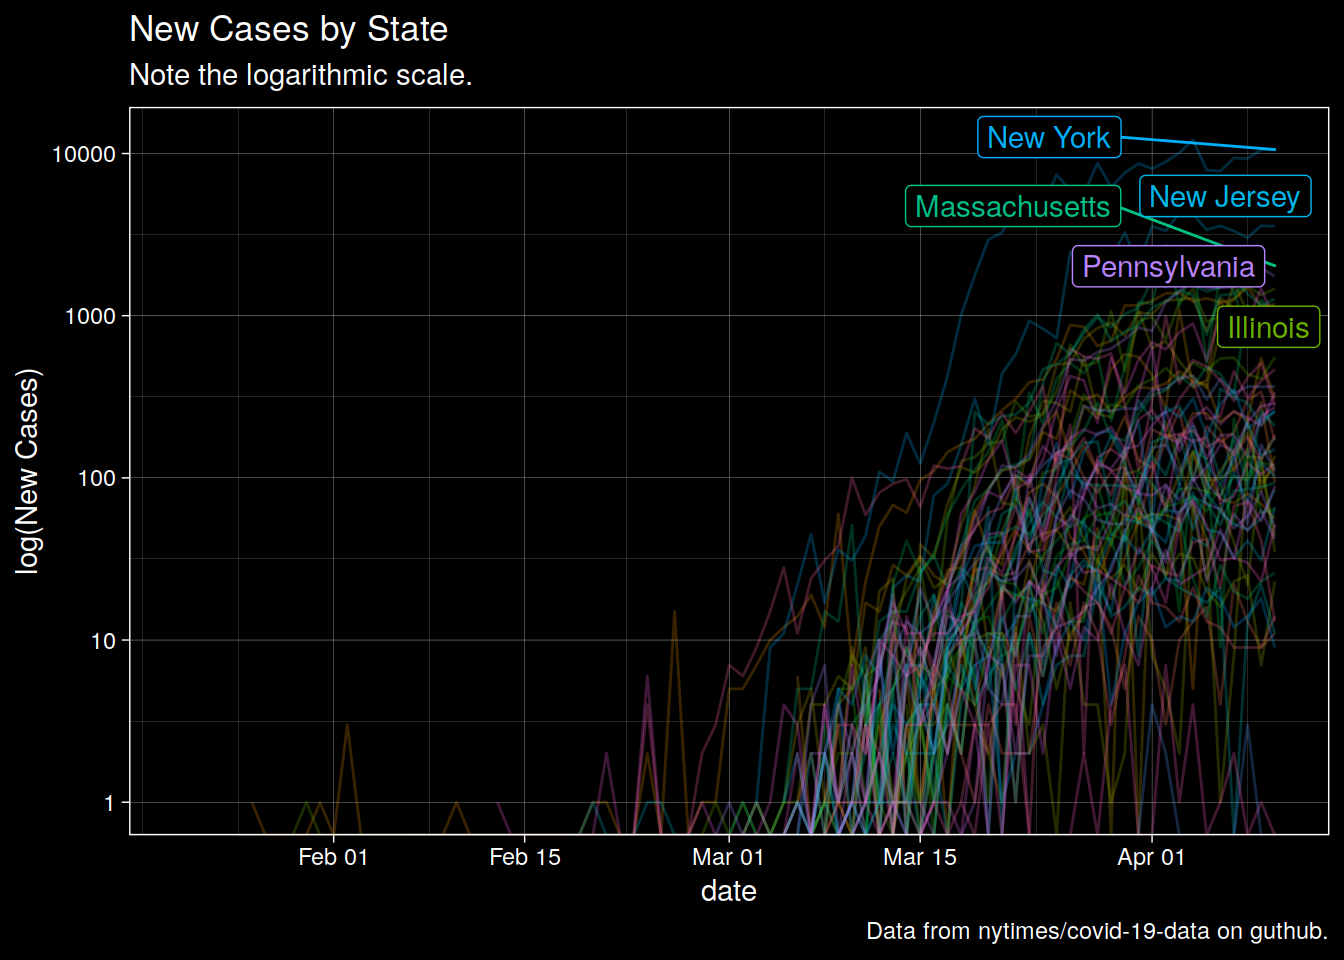 New Cases by State
Note the logarithmic scale.
New York
New Jersey
Massachusetts
Pennsylvania
Illinois
10000
1000
100
10
1
log(New Cases)
Feb 01
Feb 15
Mar 01
Mar 15
Apr 01
date
Data from nytimes/covid-19-data on guthub.